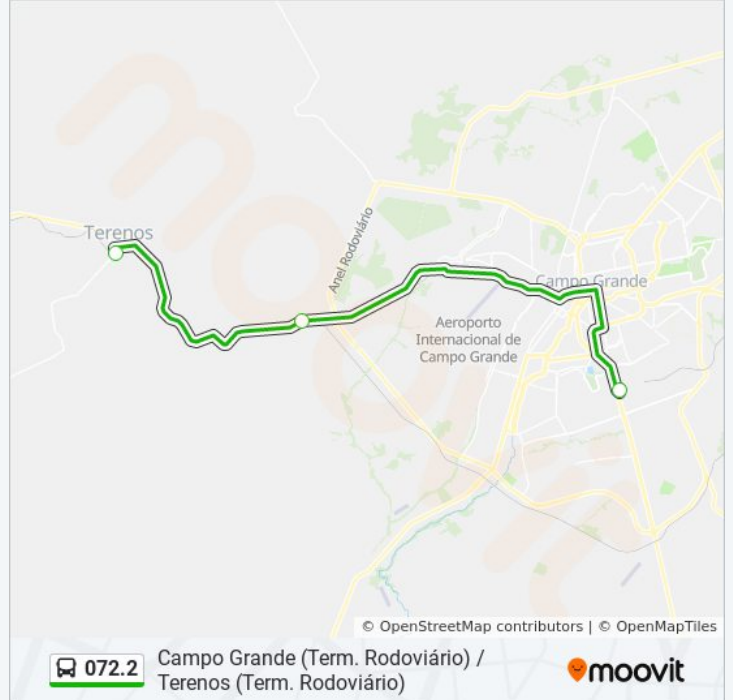 Terenos
Anel Rodoviário
Campo Grande
Aeroporto
Internacional de
Campo Grande
© OpenStreetMap contributors | © OpenMapTiles
072.2
Campo Grande (Term. Rodoviário) /
Terenos (Term. Rodoviário)
moovit